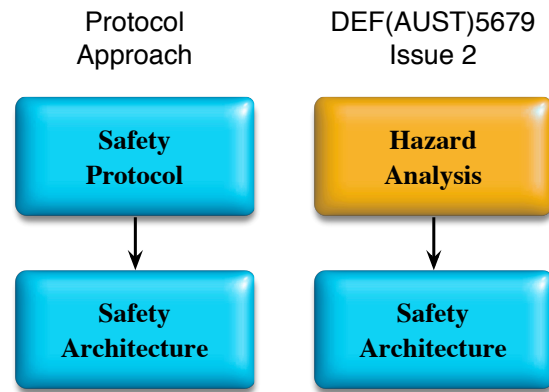 Protocol
Approach
DEF(AUST)5679
Issue 2
Safety
Protocol
Hazard
Analysis
Safety
Architecture
Safety
Architecture